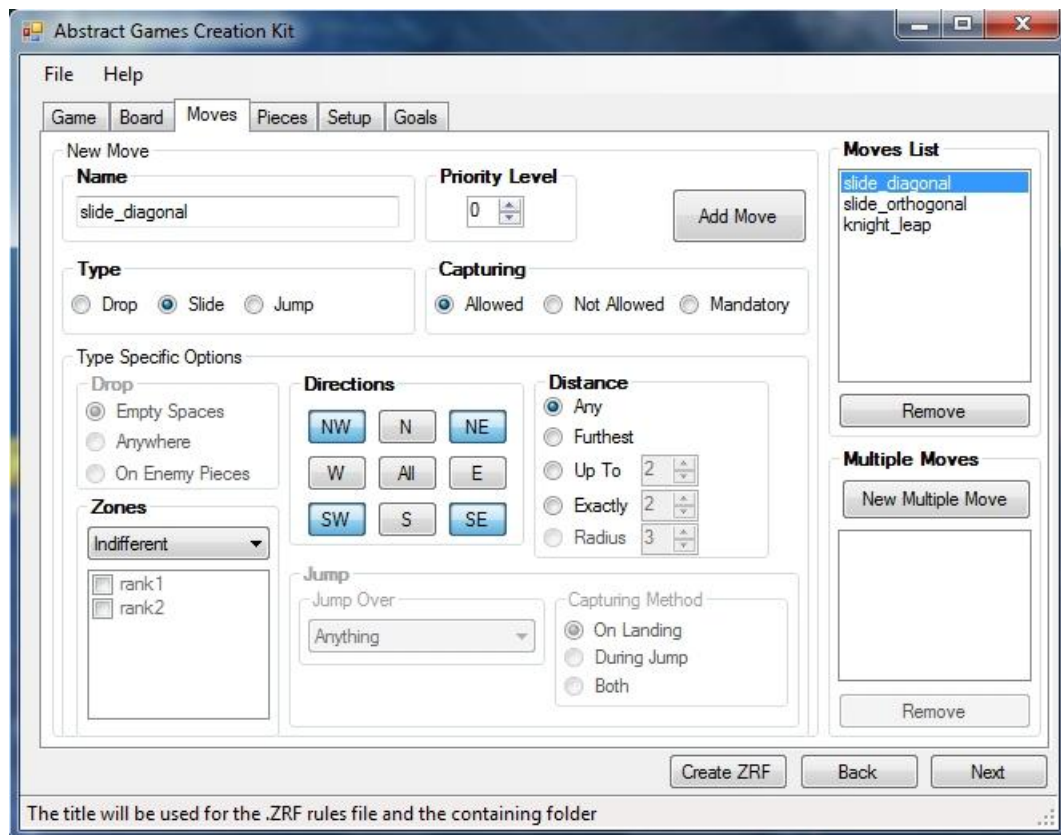 Abstract Games Creation Kit
File Help
Game Board Moves Pieces Setup Goals
New Move
Name
slide_diagonal
Priority Level
0
Add Move
Type
Drop Slide Jump
Capturing
Allowed Not Allowed Mandatory
Type Specific Options
Drop
Empty Spaces
Anywhere
On Enemy Pieces
Zones
Indifferent
rank1
rank2
Directions
NW N NE
W All E
SW S SE
Distance
Any
Furthest
Up To 2
Exactly 2
Radius 3
Jump
Jump Over
Anything
Capturing Method
On Landing
During Jump
Both
Moves List
slide_diagonal
slide_orthogonal
knight_leap
Remove
Multiple Moves
New Multiple Move
Remove
Create ZRF Back Next
The title will be used for the .ZRF rules file and the containing folder